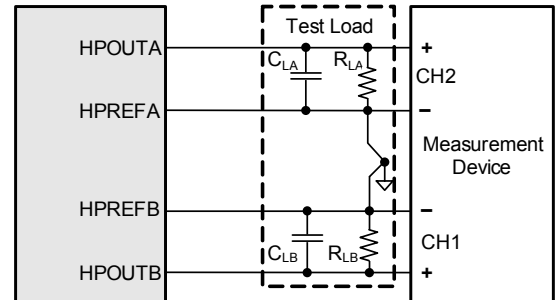 Test Load
HPOUTA
C_LA
R_LA
+
CH2
HPREFA
−
Measurement
Device
HPREFB
−
C_LB
R_LB
CH1
HPOUTB
+